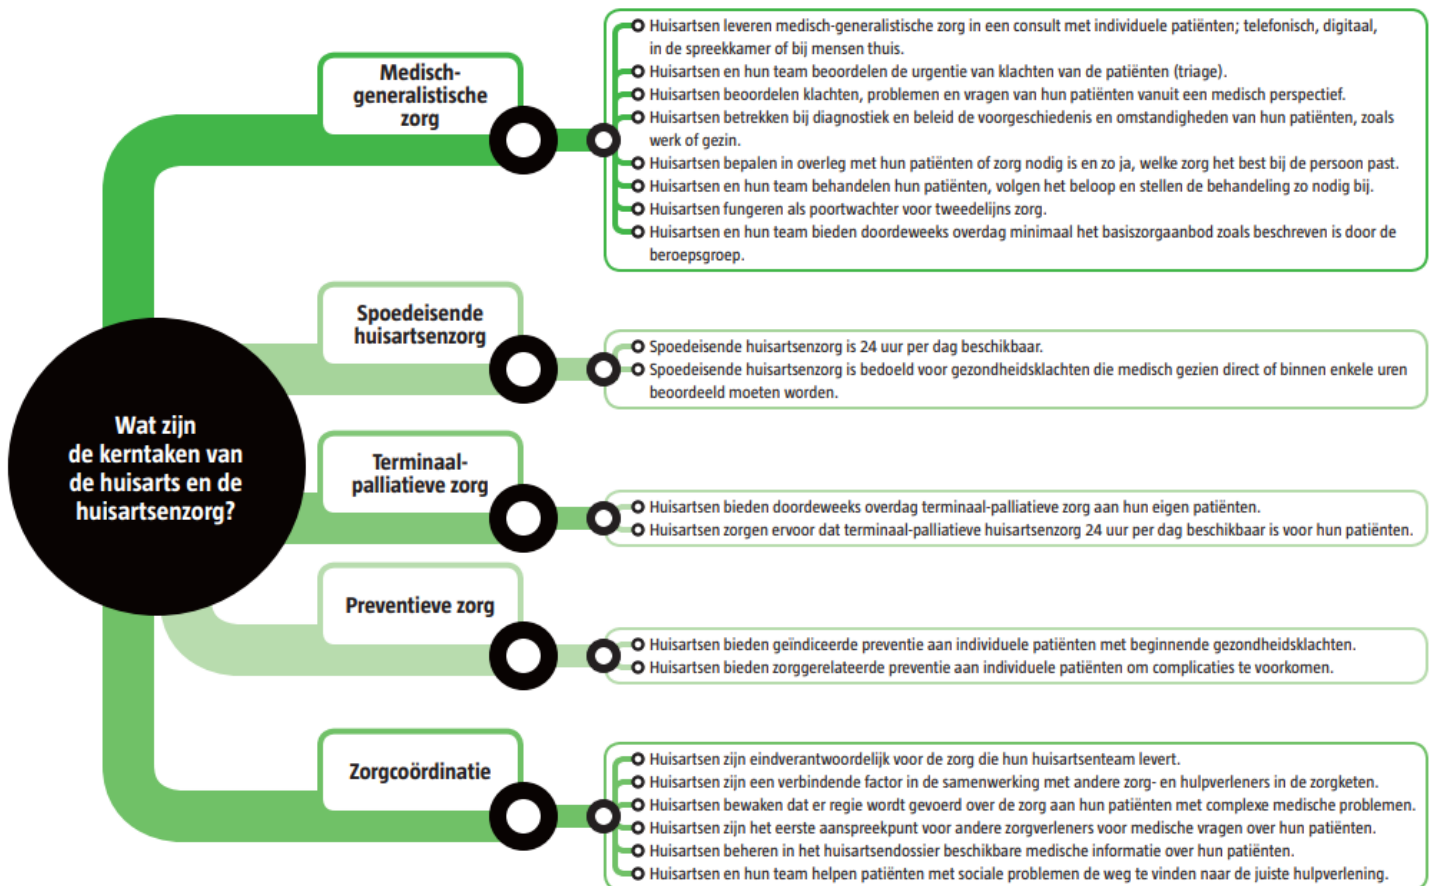 Wat zijn
de kerntaken van
de huisarts en de
huisartsenzorg?
Medisch-
generalistische
zorg
Huisartsen leveren medisch-generalistische zorg in een consult met individuele patiënten; telefonisch, digitaal,
in de spreekkamer of bij mensen thuis.
Huisartsen en hun team beoordelen de urgentie van klachten van de patiënten (triage).
Huisartsen beoordelen klachten, problemen en vragen van hun patiënten vanuit een medisch perspectief.
Huisartsen betrekken bij diagnostiek en beleid de voorgeschiedenis en omstandigheden van hun patiënten, zoals
werk of gezin.
Huisartsen bepalen in overleg met hun patiënten of zorg nodig is en zo ja, welke zorg het best bij de persoon past.
Huisartsen en hun team behandelen hun patiënten, volgen het beloop en stellen de behandeling zo nodig bij.
Huisartsen fungeren als poortwachter voor tweedelijns zorg.
Huisartsen en hun team bieden doordeweeks overdag minimaal het basiszorgaanbod zoals beschreven is door de
beroepsgroep.
Spoedeisende
huisartsenzorg
Spoedeisende huisartsenzorg is 24 uur per dag beschikbaar.
Spoedeisende huisartsenzorg is bedoeld voor gezondheidsklachten die medisch gezien direct of binnen enkele uren
beoordeeld moeten worden.
Terminaal-
palliatieve zorg
Huisartsen bieden doordeweeks overdag terminaal-palliatieve zorg aan hun eigen patiënten.
Huisartsen zorgen ervoor dat terminaal-palliatieve huisartsenzorg 24 uur per dag beschikbaar is voor hun patiënten.
Preventieve zorg
Huisartsen bieden geïndiceerde preventie aan individuele patiënten met beginnende gezondheidsklachten.
Huisartsen bieden zorggerelateerde preventie aan individuele patiënten om complicaties te voorkomen.
Zorgcoördinatie
Huisartsen zijn eindverantwoordelijk voor de zorg die hun huisartsenteam levert.
Huisartsen zijn een verbindende factor in de samenwerking met andere zorg- en hulpverleners in de zorgketen.
Huisartsen bewaken dat er regie wordt gevoerd over de zorg aan hun patiënten met complexe medische problemen.
Huisartsen zijn het eerste aanspreekpunt voor andere zorgverleners voor medische vragen over hun patiënten.
Huisartsen beheren in het huisartsendossier beschikbare medische informatie over hun patiënten.
Huisartsen en hun team helpen patiënten met sociale problemen de weg te vinden naar de juiste hulpverlening.